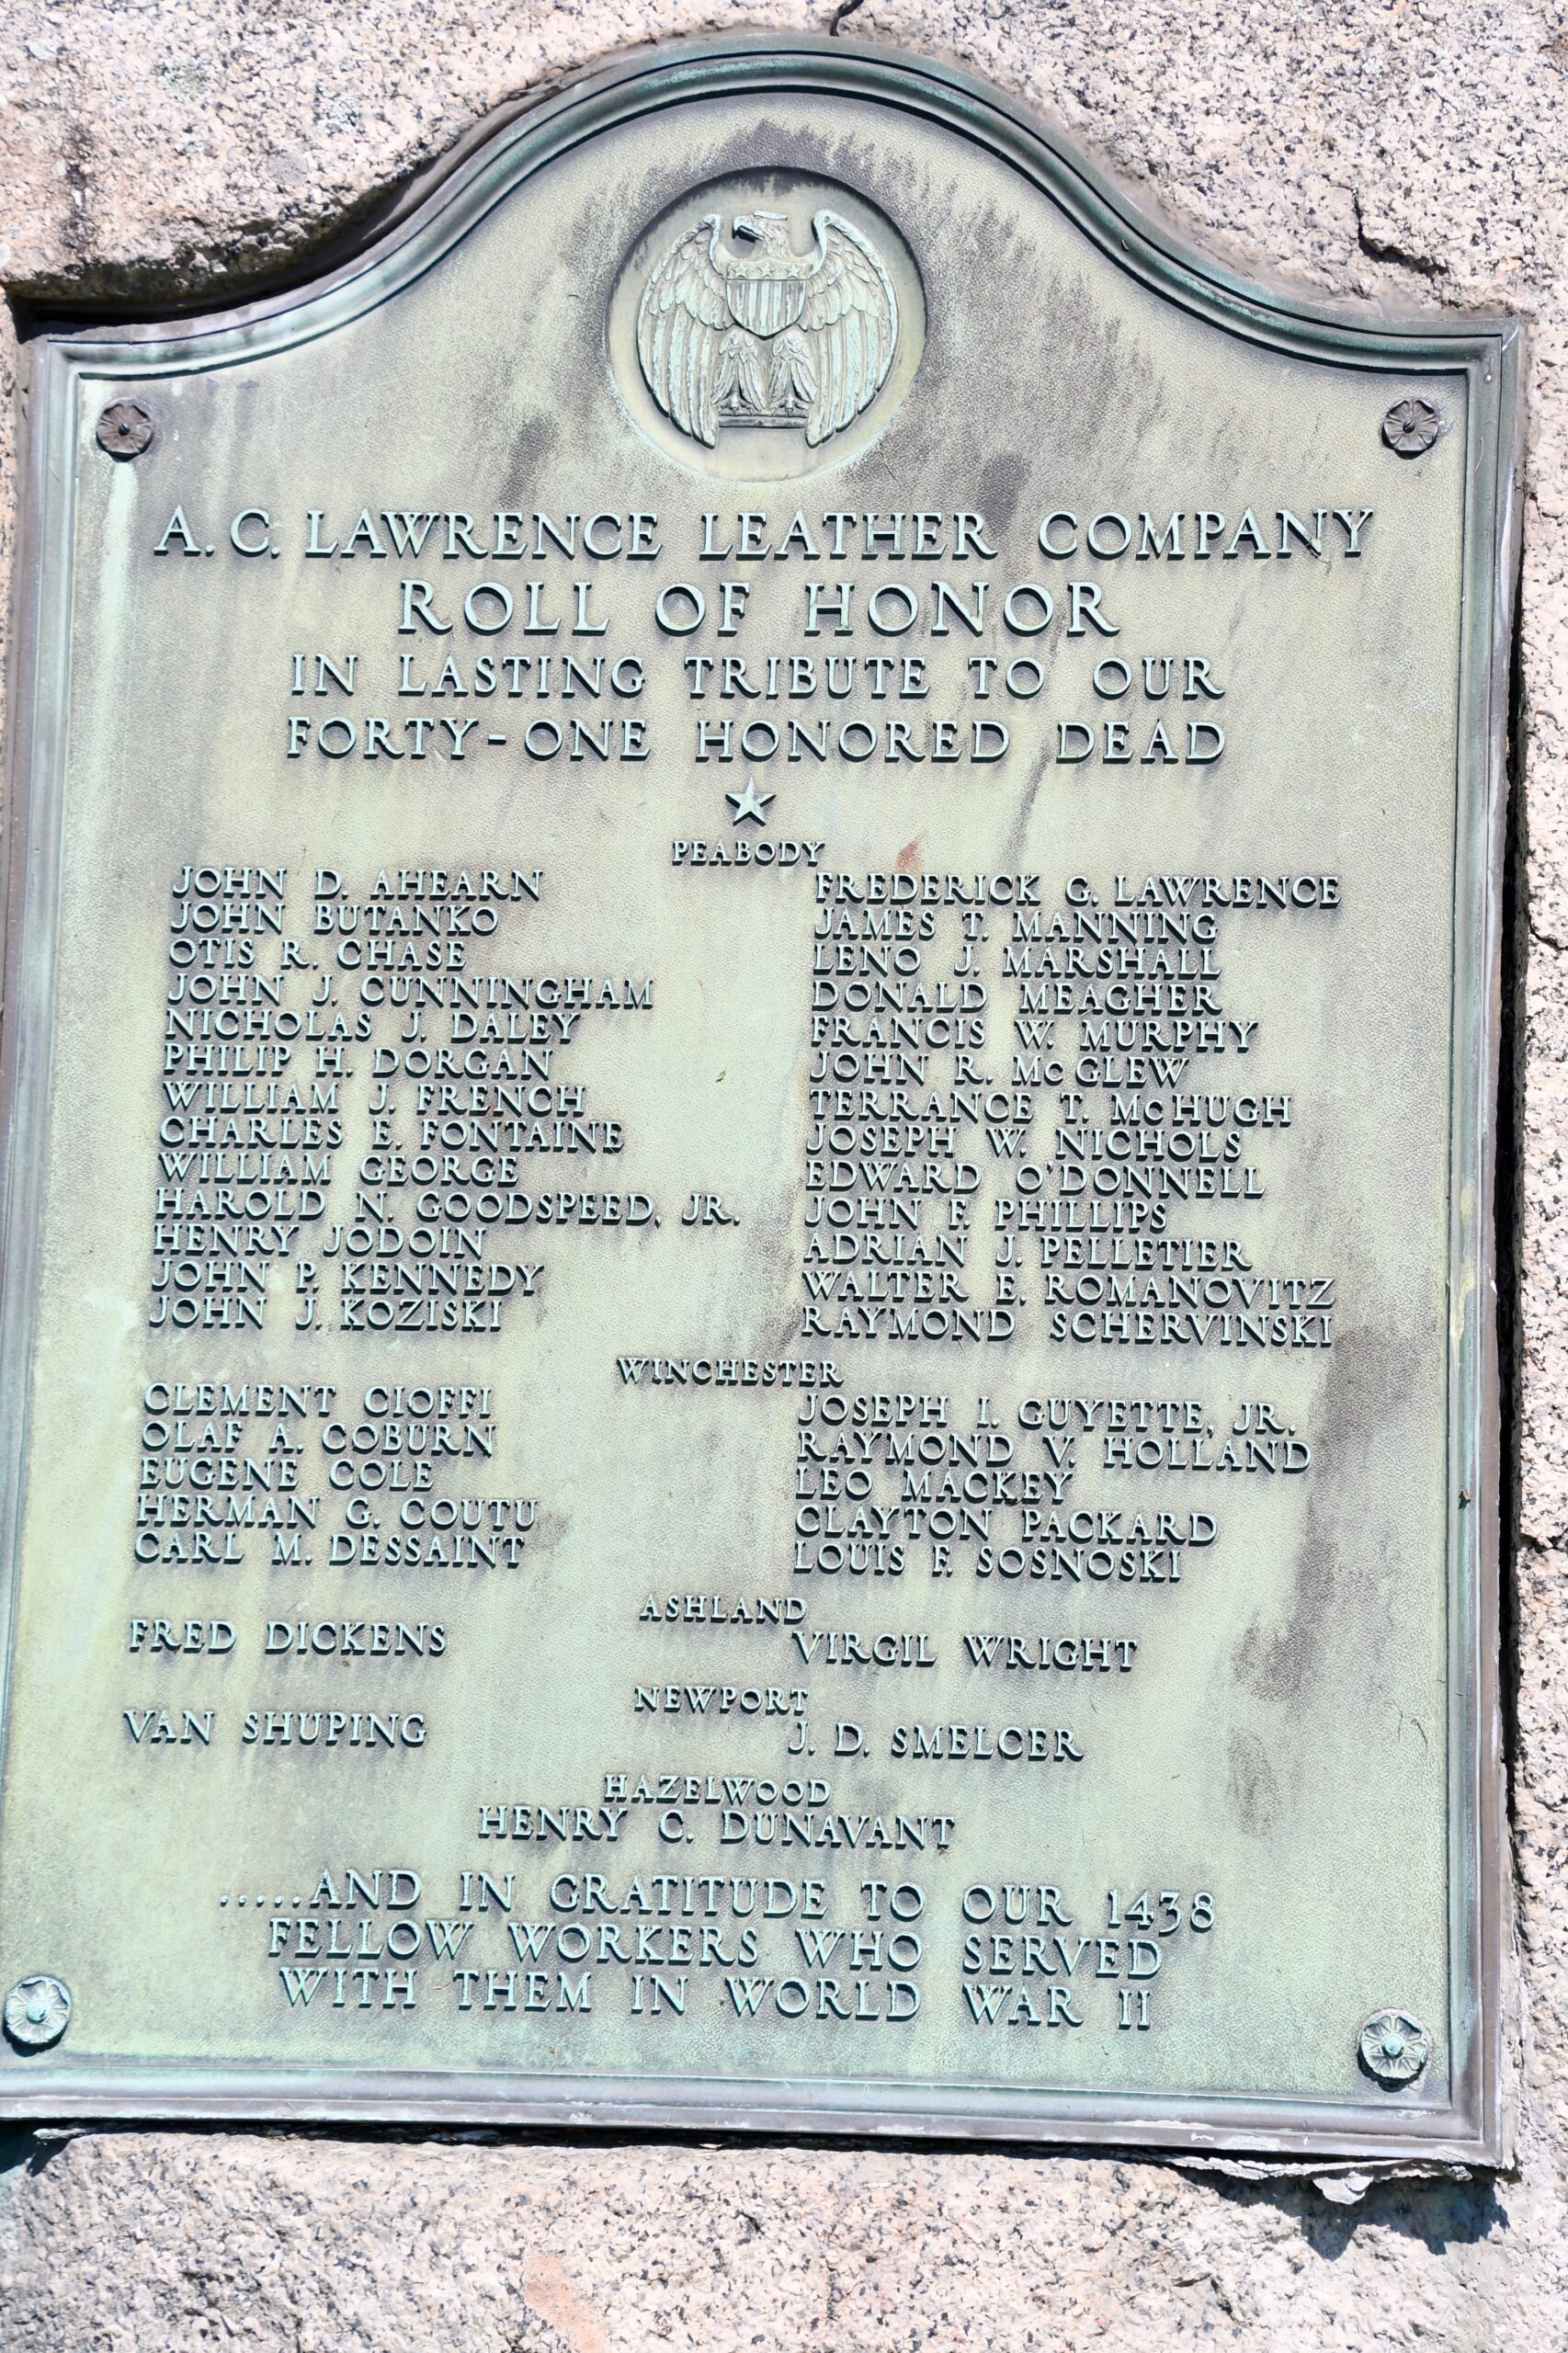 A. C. LAWRENCE LEATHER COMPANY
ROLL OF HONOR
IN LASTING TRIBUTE TO OUR
FORTY-ONE HONORED DEAD
PEABODY
JOHN D. AHEARN
JOHN BUTANKO
OTIS R. CHASE
JOHN J. CUNNINGHAM
NICHOLAS J. DALEY
PHILIP H. DORGAN
WILLIAM J. FRENCH
CHARLES E. FONTAINE
WILLIAM GEORGE
HAROLD N. GOODSPEED, JR.
HENRY JODOIN
JOHN P. KENNEDY
JOHN J. KOZISKI
FREDERICK G. LAWRENCE
JAMES T. MANNING
LENO J. MARSHALL
DONALD MEAGHER
FRANCIS W. MURPHY
JOHN R. McGLEW
TERRANCE T. McHUGH
JOSEPH W. NICHOLS
EDWARD O'DONNELL
JOHN F. PHILLIPS
ADRIAN J. PELLETIER
WALTER E. ROMANOVITZ
RAYMOND SCHERVINSKI
WINCHESTER
CLEMENT CIOFFI
OLAF A. COBURN
EUGENE COLE
HERMAN G. COUTU
CARL M. DESSAINT
JOSEPH I. GUYETTE, JR.
RAYMOND V. HOLLAND
LEO MACKEY
CLAYTON PACKARD
LOUIS F. SOSNOSKI
ASHLAND
FRED DICKENS
VIRGIL WRIGHT
NEWPORT
VAN SHUPING
J. D. SMELCER
HAZELWOOD
HENRY C. DUNAVANT
.....AND IN GRATITUDE TO OUR 1438
FELLOW WORKERS WHO SERVED
WITH THEM IN WORLD WAR II